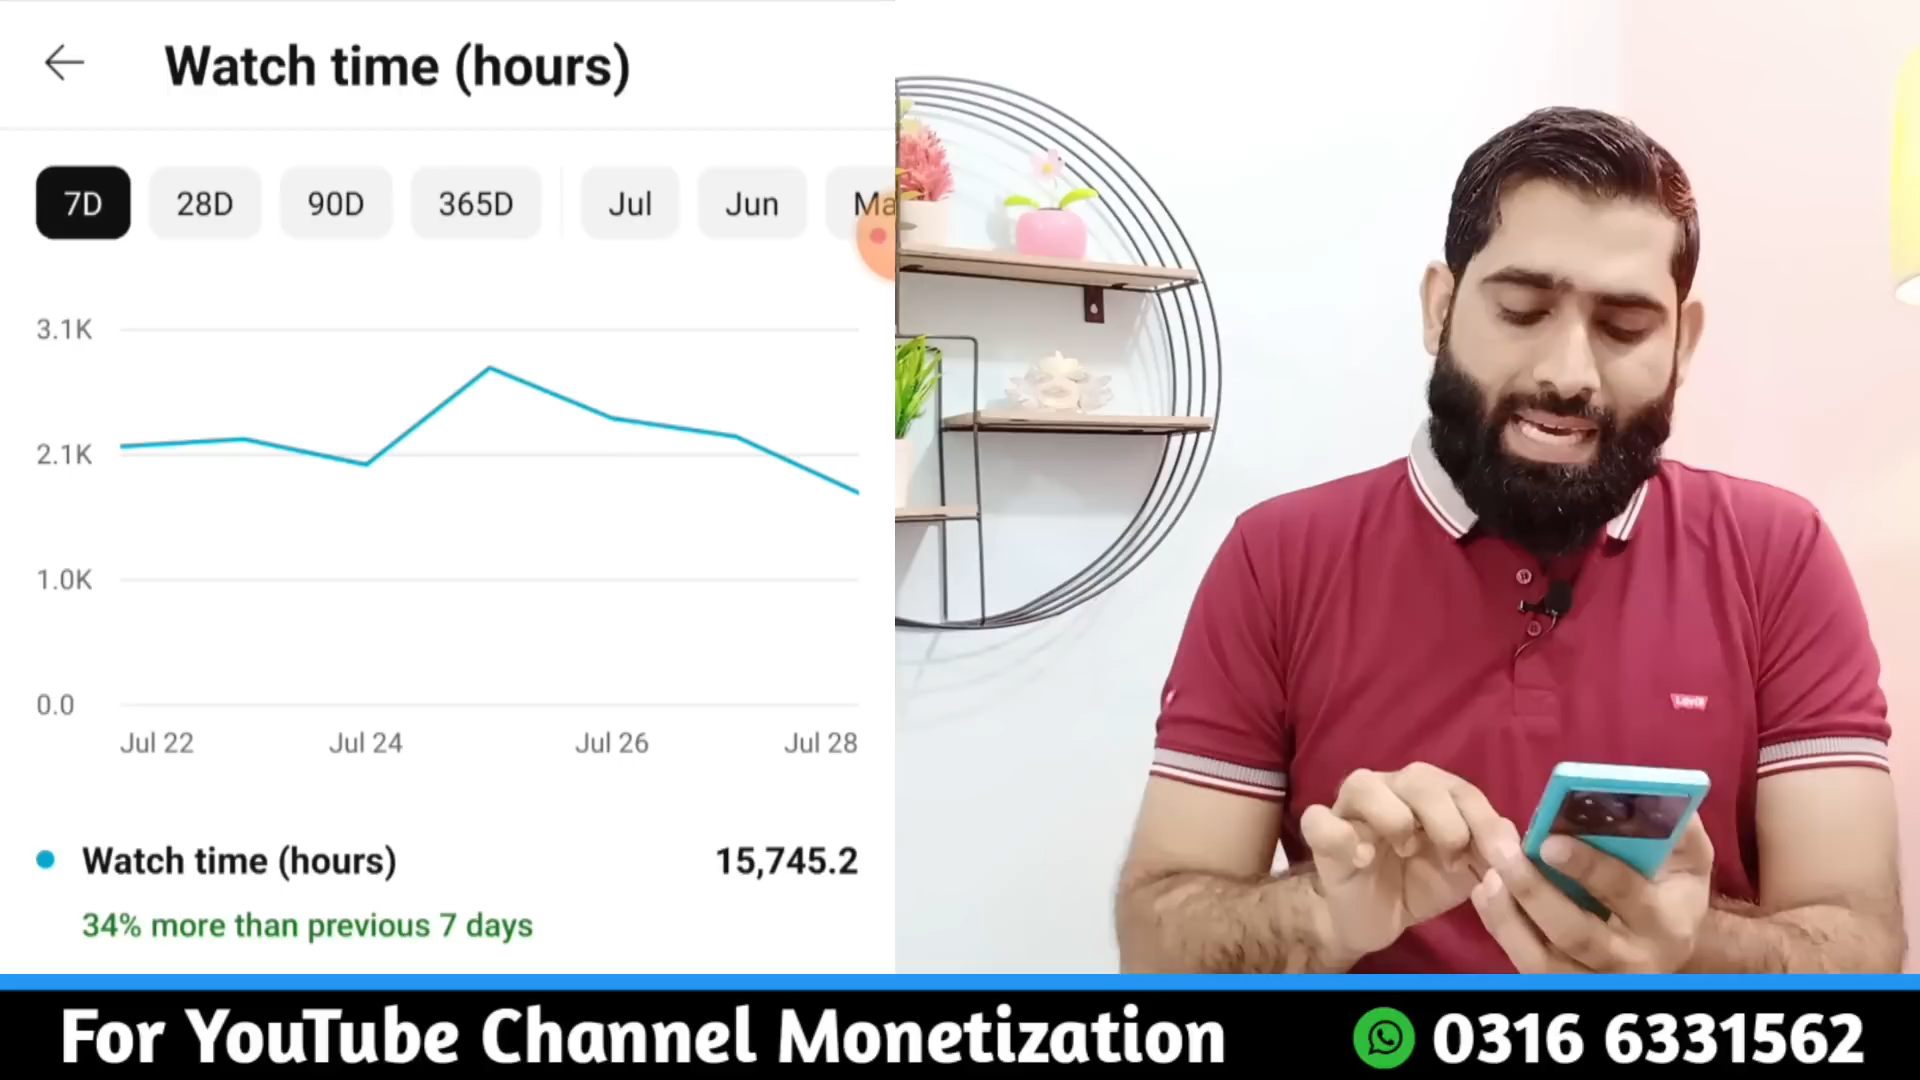 Watch time (hours)
7D 28D 90D 365D Jul Jun Ma
3.1K
2.1K
1.0K
0.0
Jul 22 Jul 24 Jul 26 Jul 28
Watch time (hours) 15,745.2
34% more than previous 7 days
Levi's
For YouTube Channel Monetization 0316 6331562